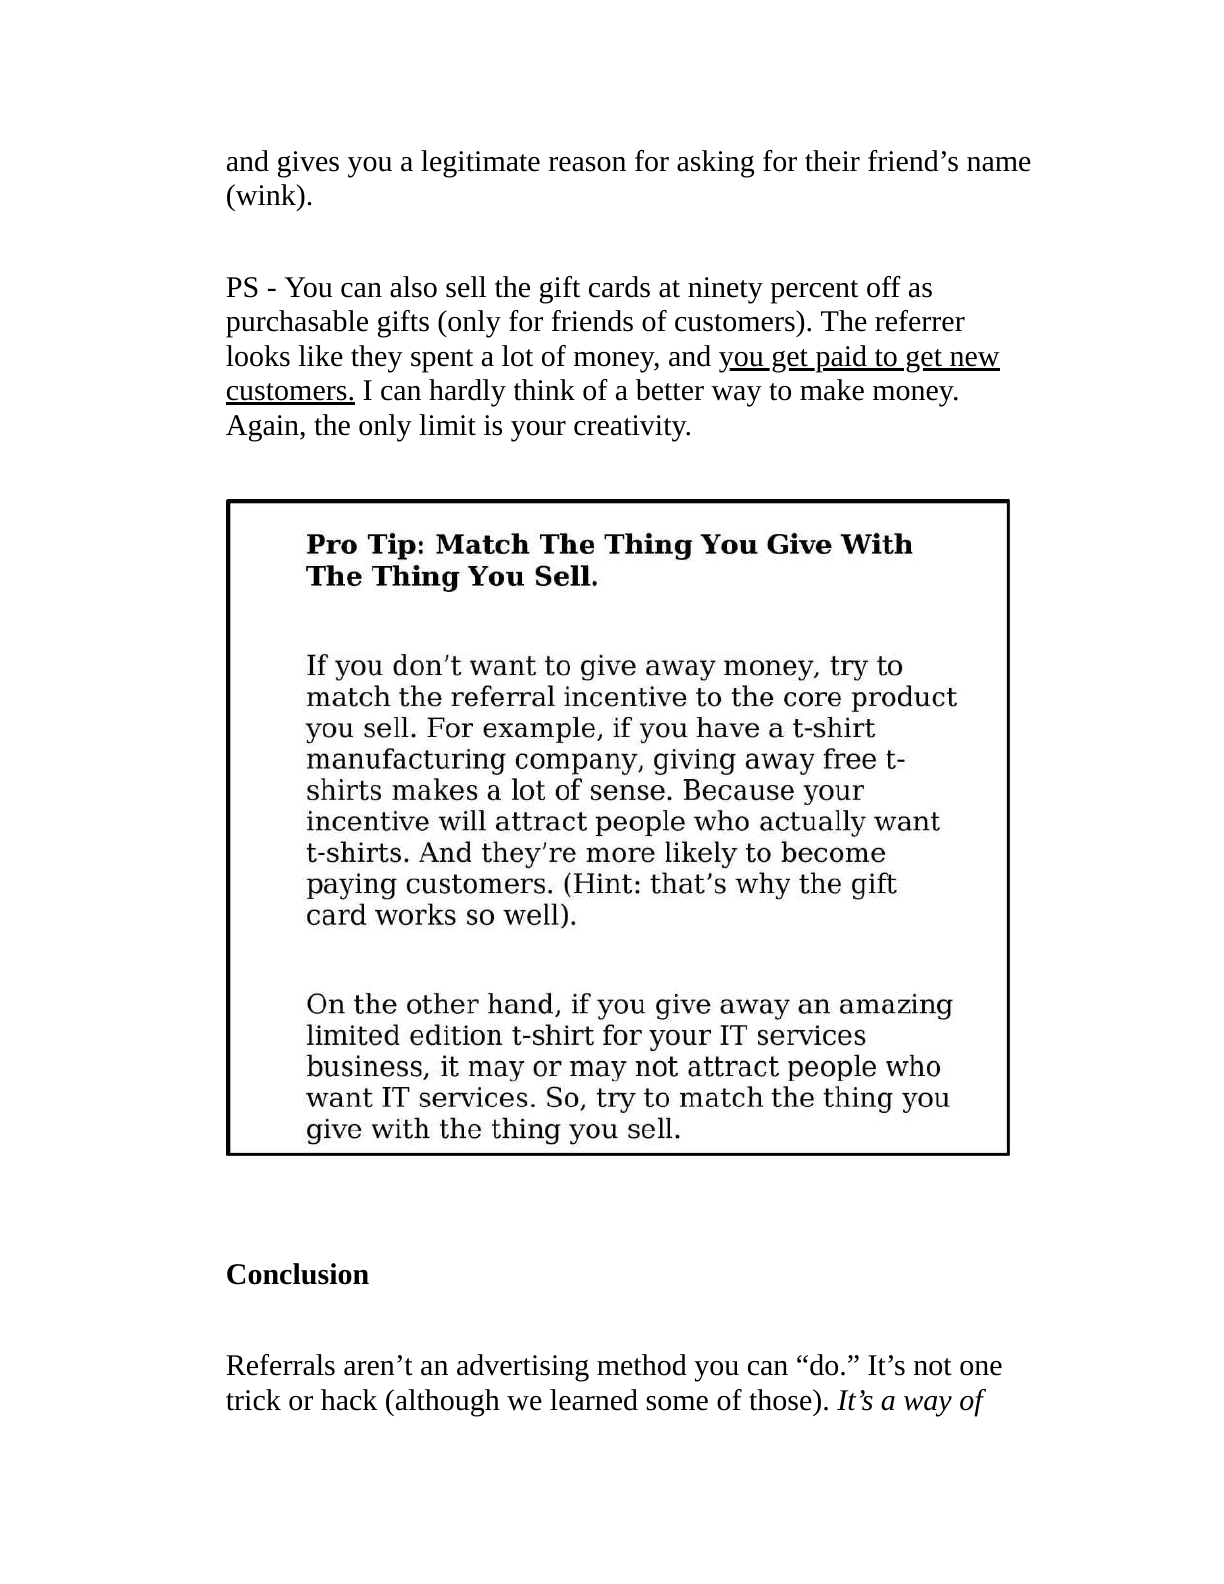 and gives you a legitimate reason for asking for their friend’s name
(wink).
PS - You can also sell the gift cards at ninety percent off as
purchasable gifts (only for friends of customers). The referrer
looks like they spent a lot of money, and you get paid to get new
customers. I can hardly think of a better way to make money.
Again, the only limit is your creativity.
Pro Tip: Match The Thing You Give With
The Thing You Sell.
If you don’t want to give away money, try to
match the referral incentive to the core product
you sell. For example, if you have a t-shirt
manufacturing company, giving away free t-
shirts makes a lot of sense. Because your
incentive will attract people who actually want
t-shirts. And they’re more likely to become
paying customers. (Hint: that’s why the gift
card works so well).
On the other hand, if you give away an amazing
limited edition t-shirt for your IT services
business, it may or may not attract people who
want IT services. So, try to match the thing you
give with the thing you sell.
Conclusion
Referrals aren’t an advertising method you can “do.” It’s not one
trick or hack (although we learned some of those). It’s a way of